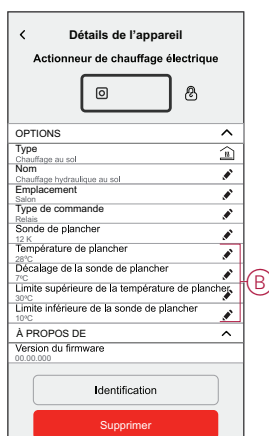 Détails de l'appareil
Actionneur de chauffage électrique
OPTIONS
Type
Chauffage au sol
Nom
Chauffage hydraulique au sol
Emplacement
Salon
Type de commande
Relais
Sonde de plancher
12 K
Température de plancher
28°C
Décalage de la sonde de plancher
7°C
Limite supérieure de la température de plancher
30°C
B
Limite inférieure de la sonde de plancher
10°C
À PROPOS DE
Version du firmware
00.00.000
Identification
Supprimer